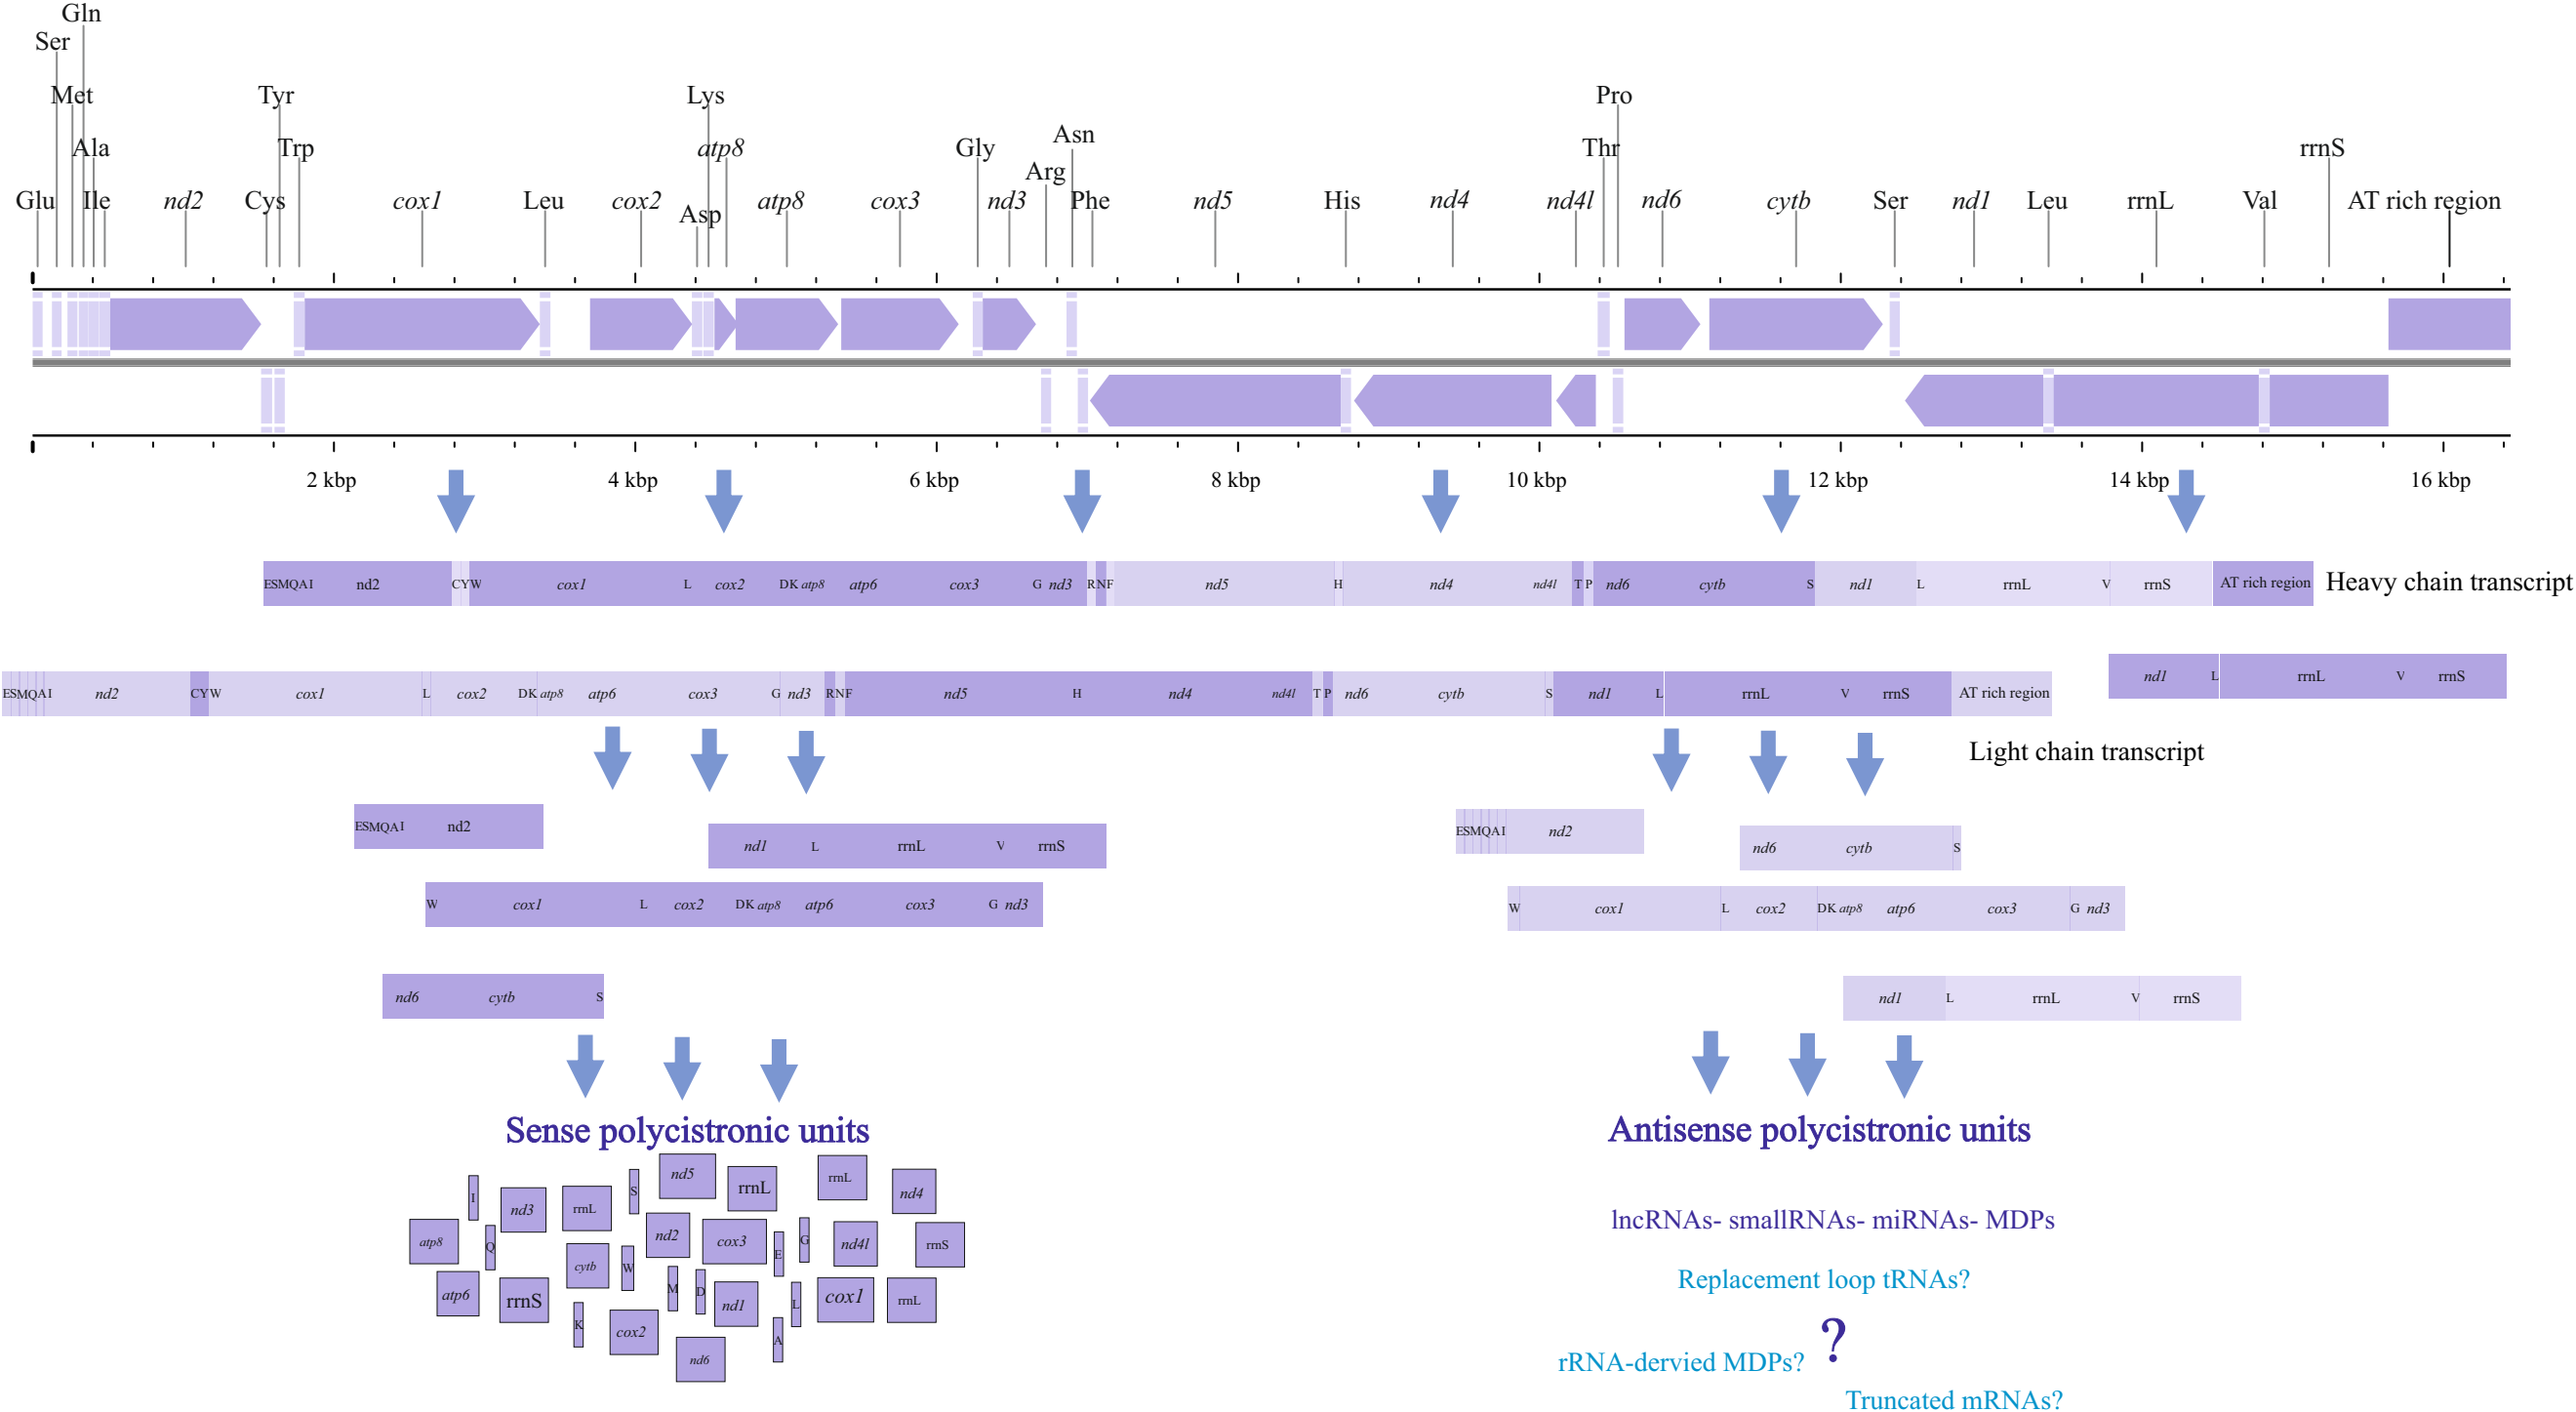 Gln
Ser
Met Tyr Lys Pro
Asn
Ala Trp atp8 Gly Thr rrnS
Arg
Glu Ile nd2 Cys cox1 Leu cox2 Asp atp8 cox3 nd3 Phe nd5 His nd4 nd4l nd6 cytb Ser nd1 Leu rrnL Val AT rich region
2 kbp 4 kbp 6 kbp 8 kbp 10 kbp 12 kbp 14 kbp 16 kbp
ESMQAI nd2 CYW cox1 L cox2 DK atp8 atp6 cox3 G nd3 RNF nd5 H nd4 nd4l T P nd6 cytb S nd1 L rrnL V rrnS AT rich region Heavy chain transcript
ESMQAI nd2 CYW cox1 L cox2 DK atp8 atp6 cox3 G nd3 RNF nd5 H nd4 nd4l T P nd6 cytb S nd1 L rrnL V rrnS AT rich region
nd1 L rrnL V rrnS
Light chain transcript
ESMQAI nd2
nd1 L rrnL V rrnS
W cox1 L cox2 DK atp8 atp6 cox3 G nd3
nd6 cytb S
ESMQAI nd2
nd6 cytb S
W cox1 L cox2 DK atp8 atp6 cox3 G nd3
nd1 L rrnL V rrnS
Sense polycistronic units
I nd3 rrnL S nd5 rrnL rrnL nd4
atp8 Q cytb W nd2 cox3 E G nd4l rrnS
atp6 rrnS K cox2 M D nd1 A L cox1 rrnL
nd6
Antisense polycistronic units
lncRNAs- smallRNAs- miRNAs- MDPs
Replacement loop tRNAs?
?
rRNA-dervied MDPs?
Truncated mRNAs?